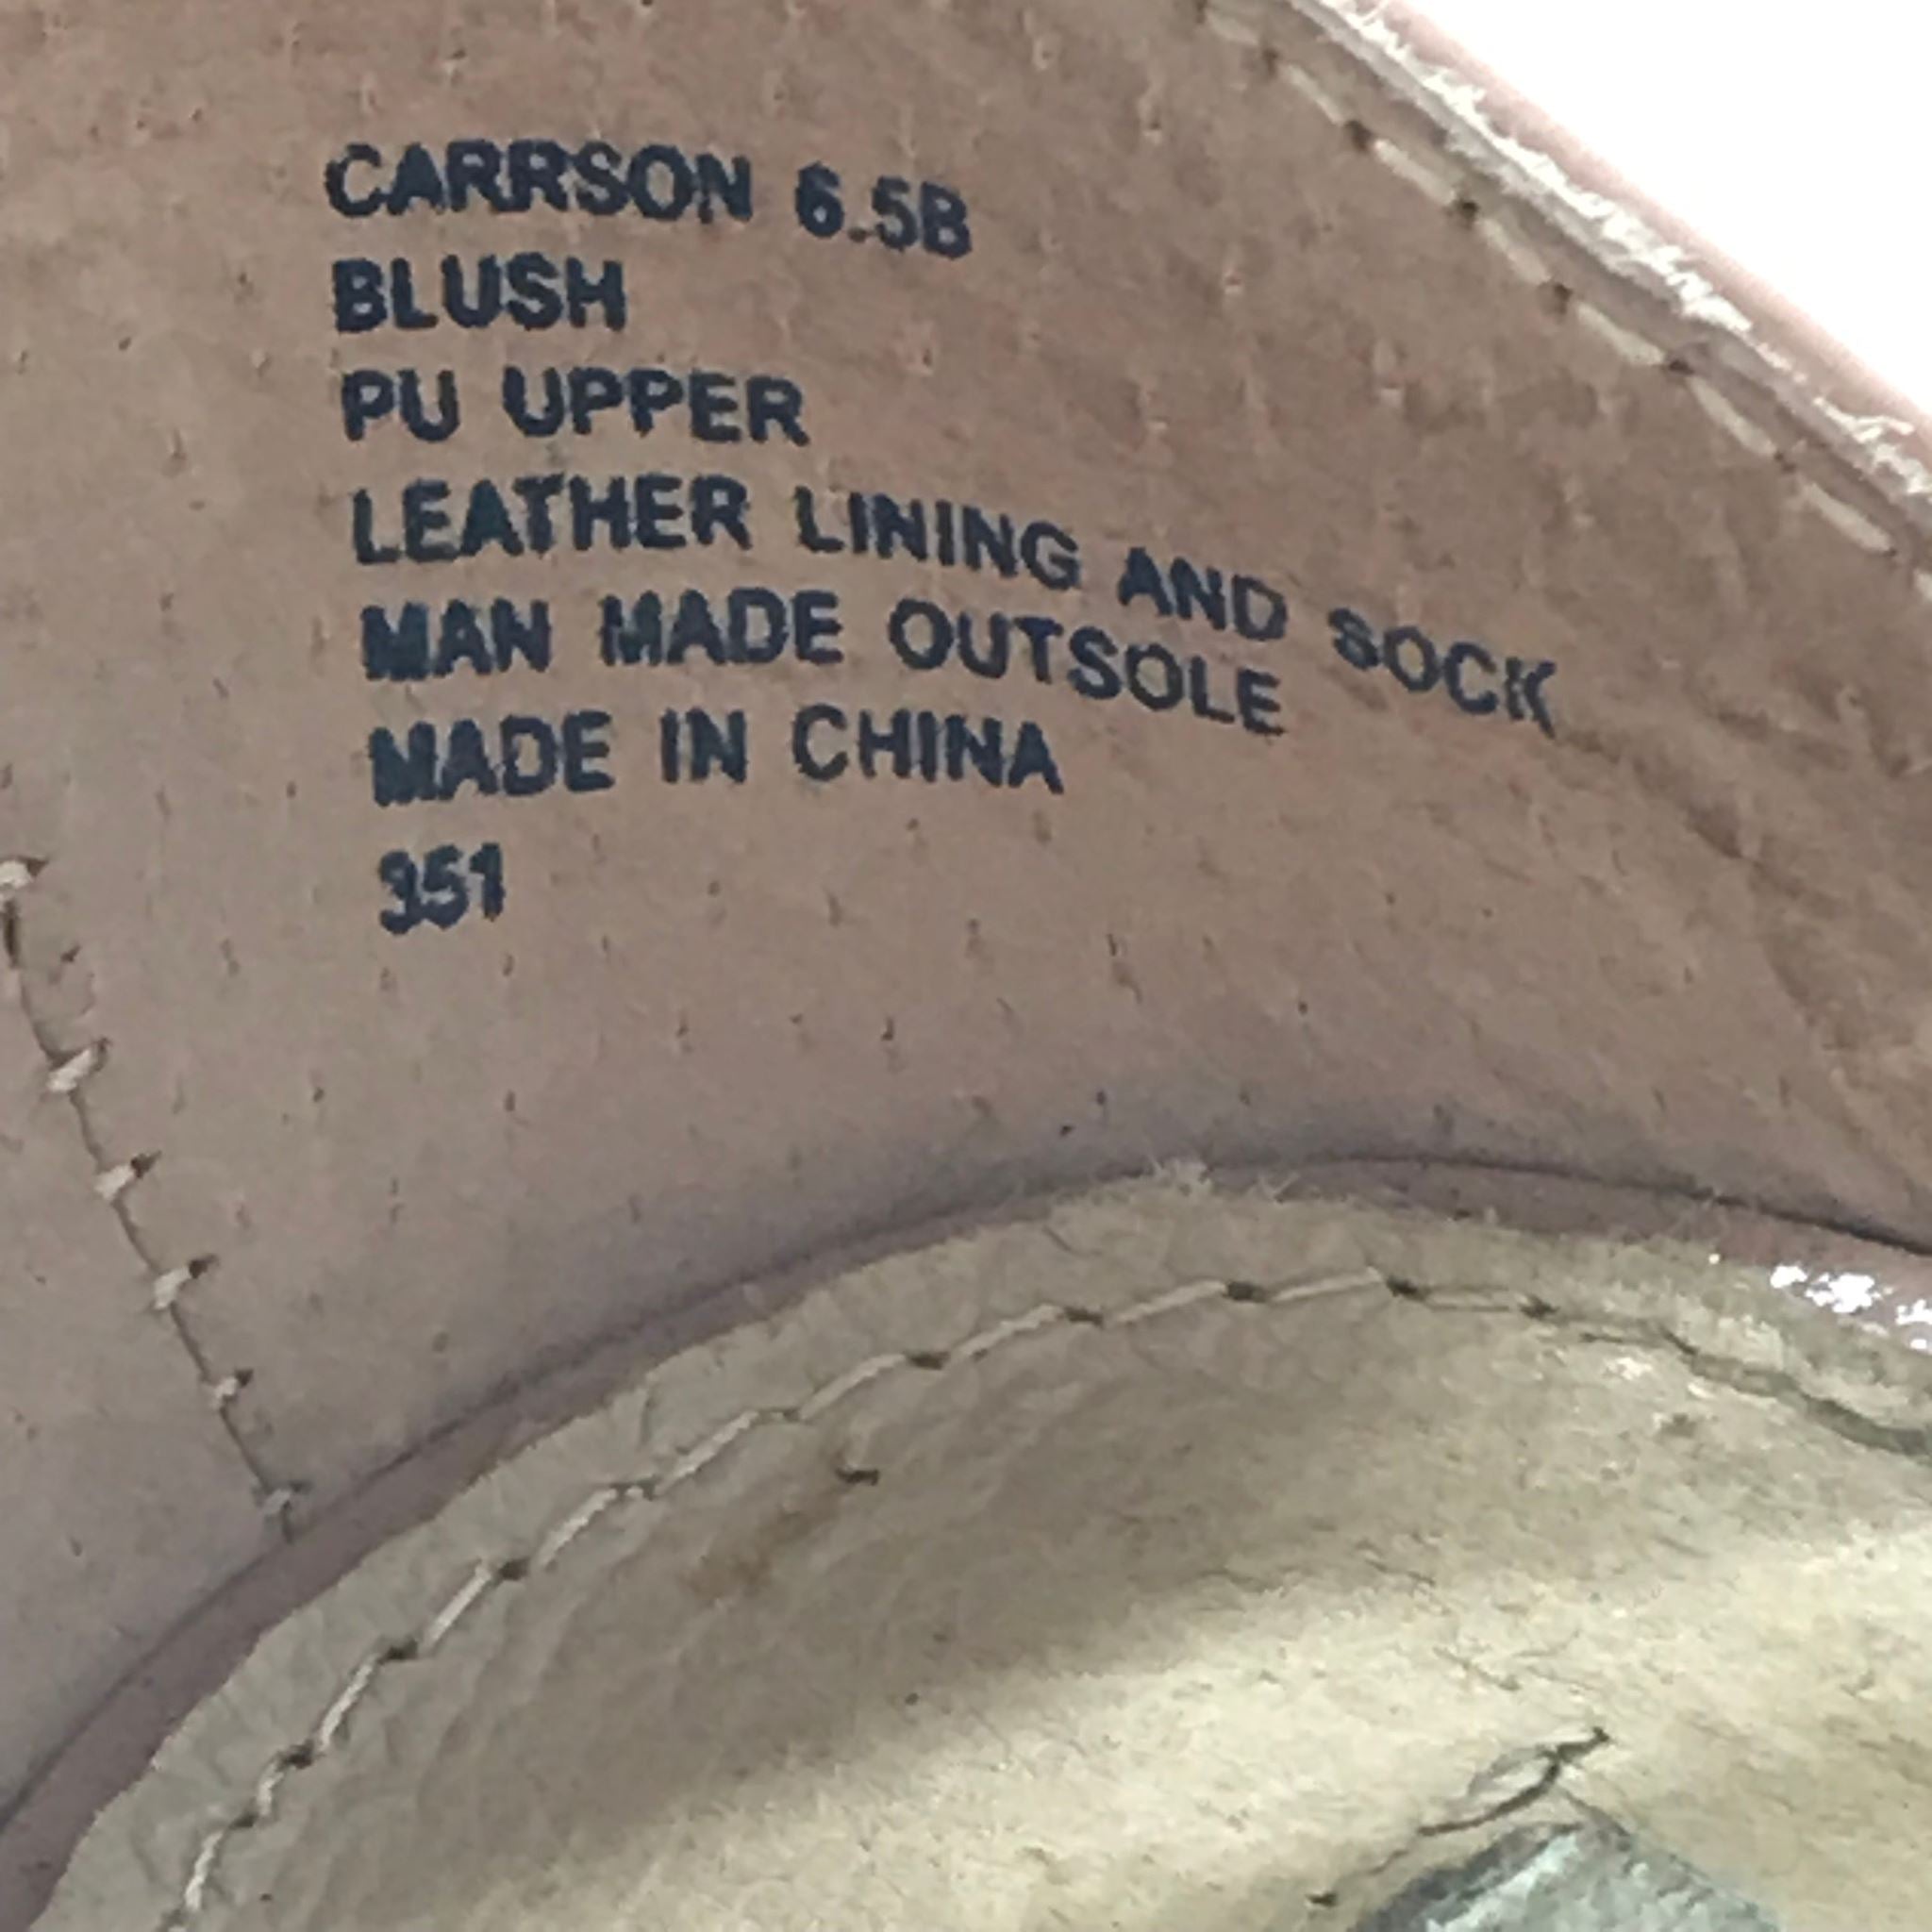 CARRSON 6.5B
BLUSH
PU UPPER
LEATHER LINING AND SOCK
MAN MADE OUTSOLE
MADE IN CHINA
351